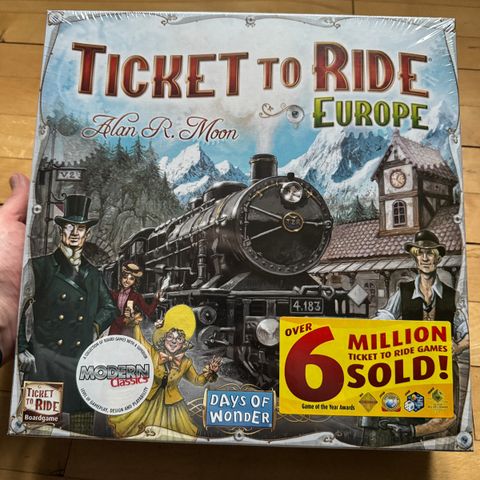 TICKET TO RIDE
EUROPE
Alan R. Moon
4.183
OVER
6 MILLION
TICKET TO RIDE GAMES
SOLD!
Game of the Year Awards
MODERN
Classics
TICKET
TO RIDE
Boardgame
DAYS OF
WONDER